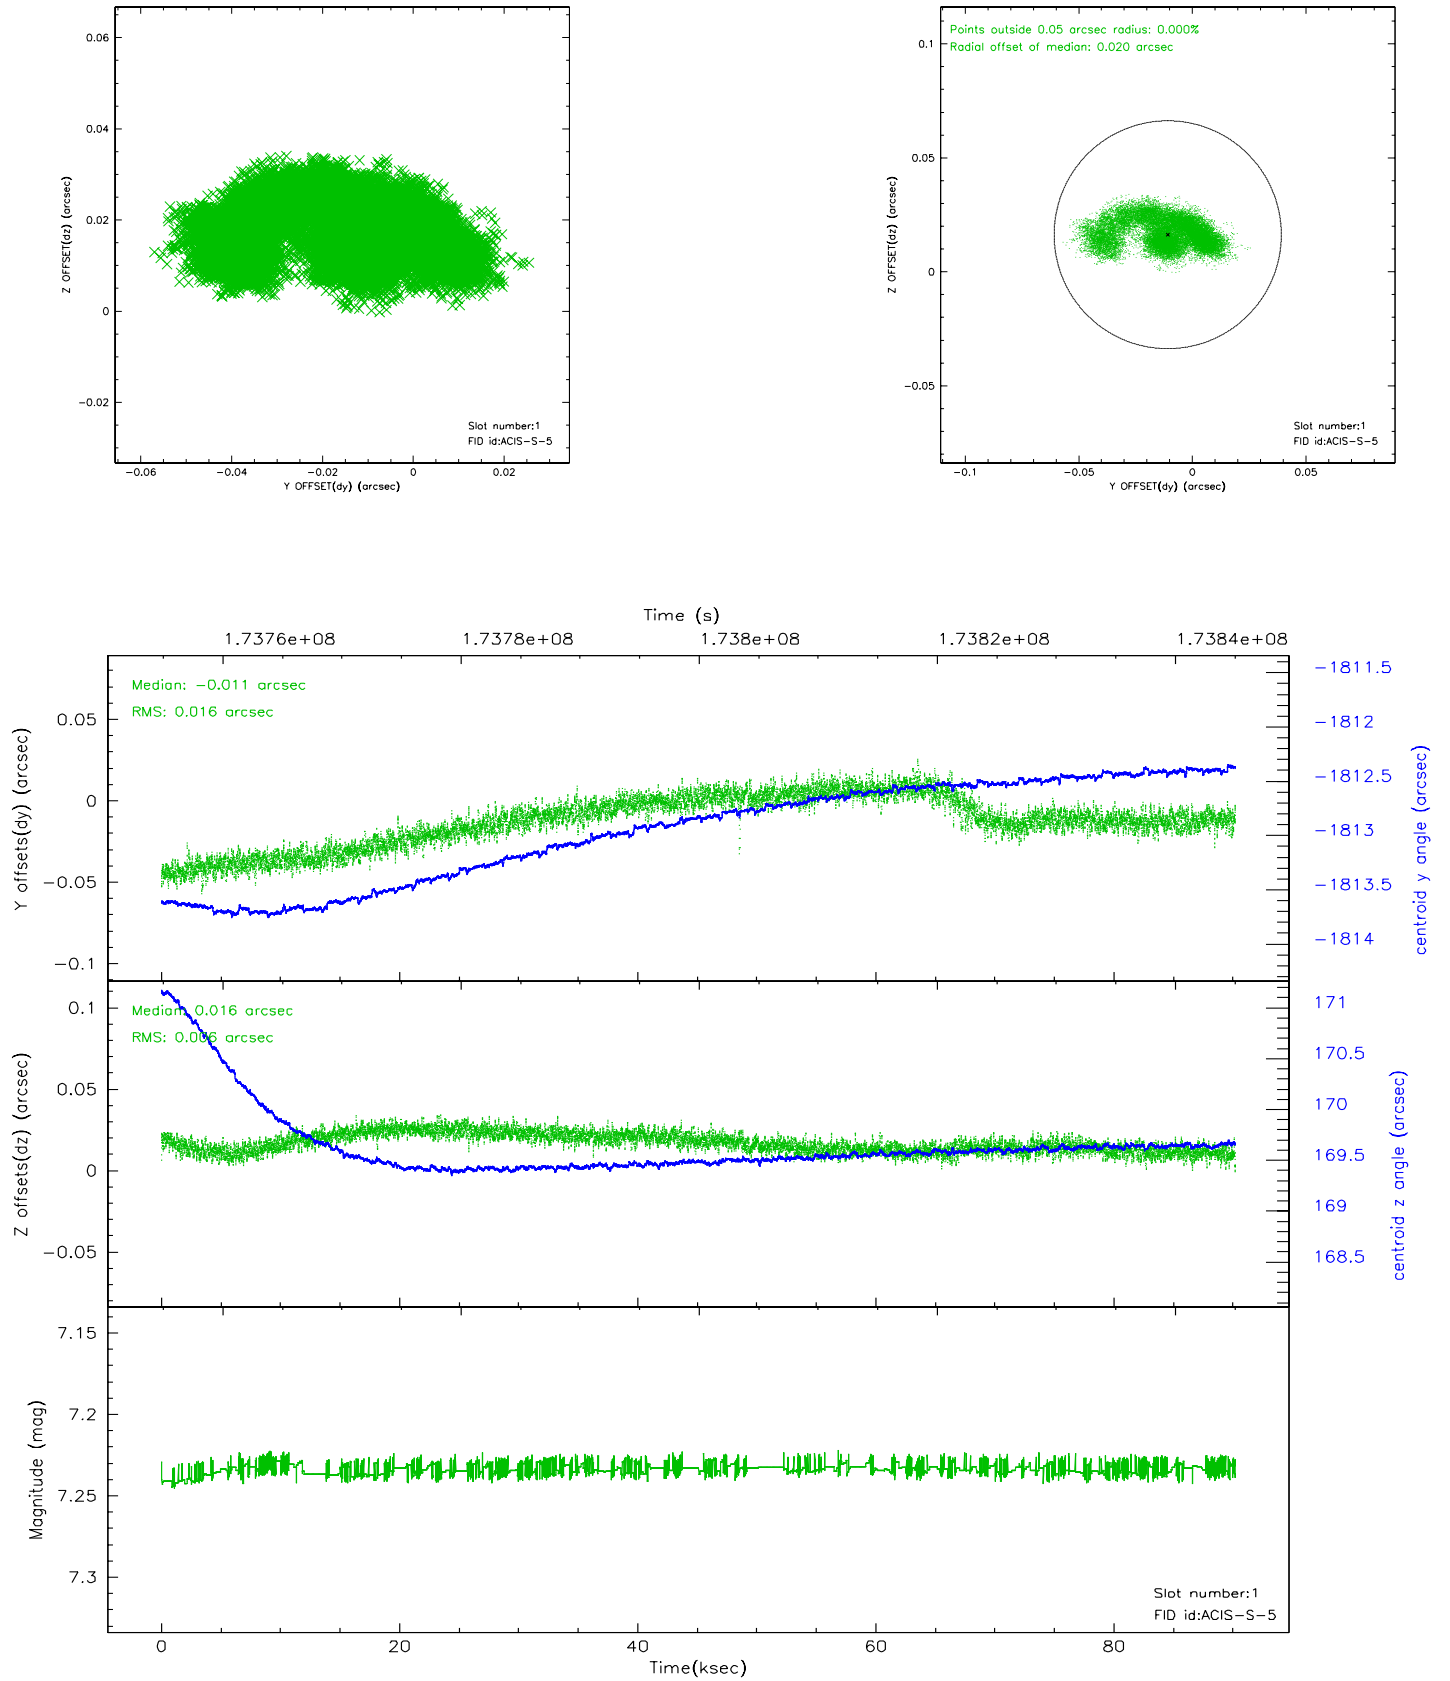 0.06
0.04
0.02
0
−0.02
Z OFFSET(dz) (arcsec)
Slot number:1
FID id:ACIS−S−5
−0.06 −0.04 −0.02 0 0.02
Y OFFSET(dy) (arcsec)
Points outside 0.05 arcsec radius: 0.000%
Radial offset of median: 0.020 arcsec
0.1
0.05
0
−0.05
Z OFFSET(dz) (arcsec)
Slot number:1
FID id:ACIS−S−5
−0.1 −0.05 0 0.05
Y OFFSET(dy) (arcsec)
Time (s)
1.7376e+08 1.7378e+08 1.738e+08 1.7382e+08 1.7384e+08
Median: −0.011 arcsec
RMS: 0.016 arcsec
0.05
0
−0.05
−0.1
Y offsets(dy) (arcsec)
−1811.5
−1812
−1812.5
−1813
−1813.5
−1814
centroid y angle (arcsec)
Median: 0.016 arcsec
RMS: 0.006 arcsec
0.1
0.05
0
−0.05
Z offsets(dz) (arcsec)
171
170.5
170
169.5
169
168.5
centroid z angle (arcsec)
7.15
7.2
7.25
7.3
Magnitude (mag)
Slot number:1
FID id:ACIS−S−5
0 20 40 60 80
Time(ksec)